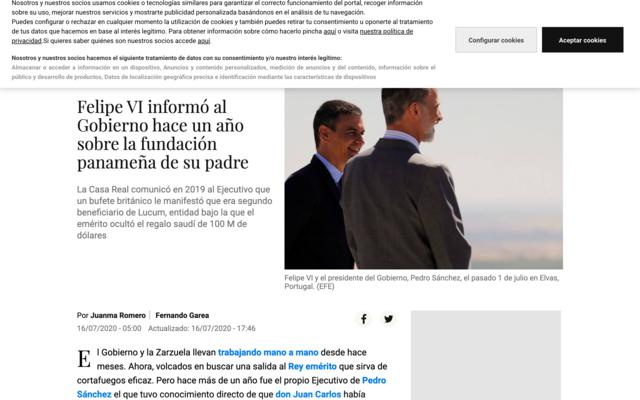 Nosotros y nuestros socios usamos cookies o tecnologías similares para garantizar el correcto funcionamiento del portal, recoger información
sobre su uso, mejorar nuestros servicios y mostrarte publicidad personalizada basándonos en el análisis de tu navegación.
Puedes configurar o rechazar en cualquier momento la utilización de cookies y también puedes retirar tu consentimiento u oponerte al tratamiento
de tus datos que hacemos en base al interés legítimo. Para obtener información sobre cómo hacerlo pincha aquí o visita nuestra política de
privacidad.Si quieres saber quiénes son nuestros socios accede aquí.
Configurar cookies
Aceptar cookies
Nosotros y nuestros socios hacemos el siguiente tratamiento de datos con su consentimiento y/o nuestro interés legítimo:
Almacenar o acceder a información en un dispositivo, Anuncios y contenido personalizados, medición de anuncios y del contenido, información sobre el
público y desarrollo de productos, Datos de localización geográfica precisa e identificación mediante las características de dispositivos
Felipe VI informó al
Gobierno hace un año
sobre la fundación
panameña de su padre
La Casa Real comunicó en 2019 al Ejecutivo que
un bufete británico le manifestó que era segundo
beneficiario de Lucum, entidad bajo la que el
emérito ocultó el regalo saudí de 100 M de
dólares
Felipe VI y el presidente del Gobierno, Pedro Sánchez, el pasado 1 de julio en Elvas,
Portugal. (EFE)
Por Juanma Romero | Fernando Garea
16/07/2020 - 05:00 Actualizado: 16/07/2020 - 17:46
El Gobierno y la Zarzuela llevan trabajando mano a mano desde hace
meses. Ahora, volcados en buscar una salida al Rey emérito que sirva de
cortafuegos eficaz. Pero hace más de un año fue el propio Ejecutivo de Pedro
Sánchez el que tuvo conocimiento directo de que don Juan Carlos había